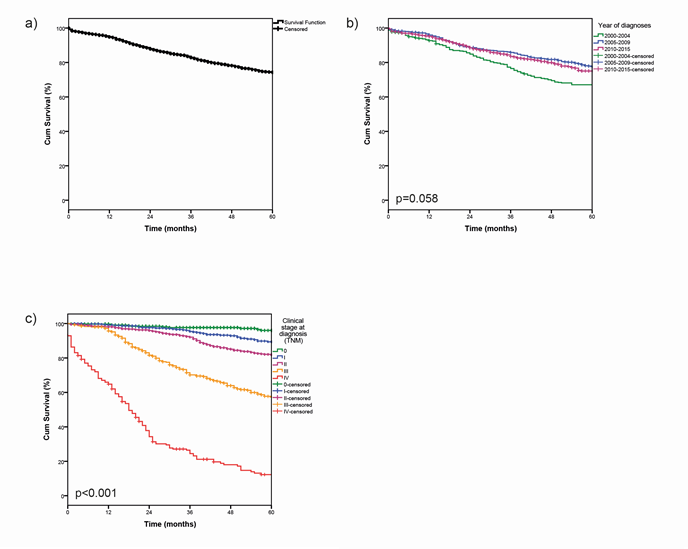 a)
Survival Function
Censored
100
80
60
40
20
0
Cum Survival (%)
0 12 24 36 48 60
Time (months)
b)
Year of diagnoses
2000-2004
2005-2009
2010-2015
2000-2004-censored
2005-2009-censored
2010-2015-censored
100
80
60
40
20
0
Cum Survival (%)
p=0.058
0 12 24 36 48 60
Time (months)
c)
Clinical
stage at
diagnosis
(TNM)
0
I
II
III
IV
0-censored
I-censored
II-censored
III-censored
IV-censored
100
80
60
40
20
0
Cum Survival (%)
p<0.001
0 12 24 36 48 60
Time (months)